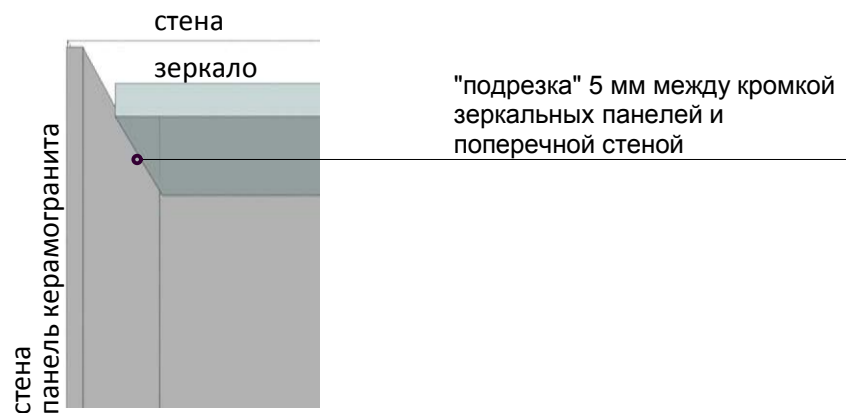 стена
зеркало
"подрезка" 5 мм между кромкой
зеркальных панелей и
поперечной стеной
стена
панель керамогранита